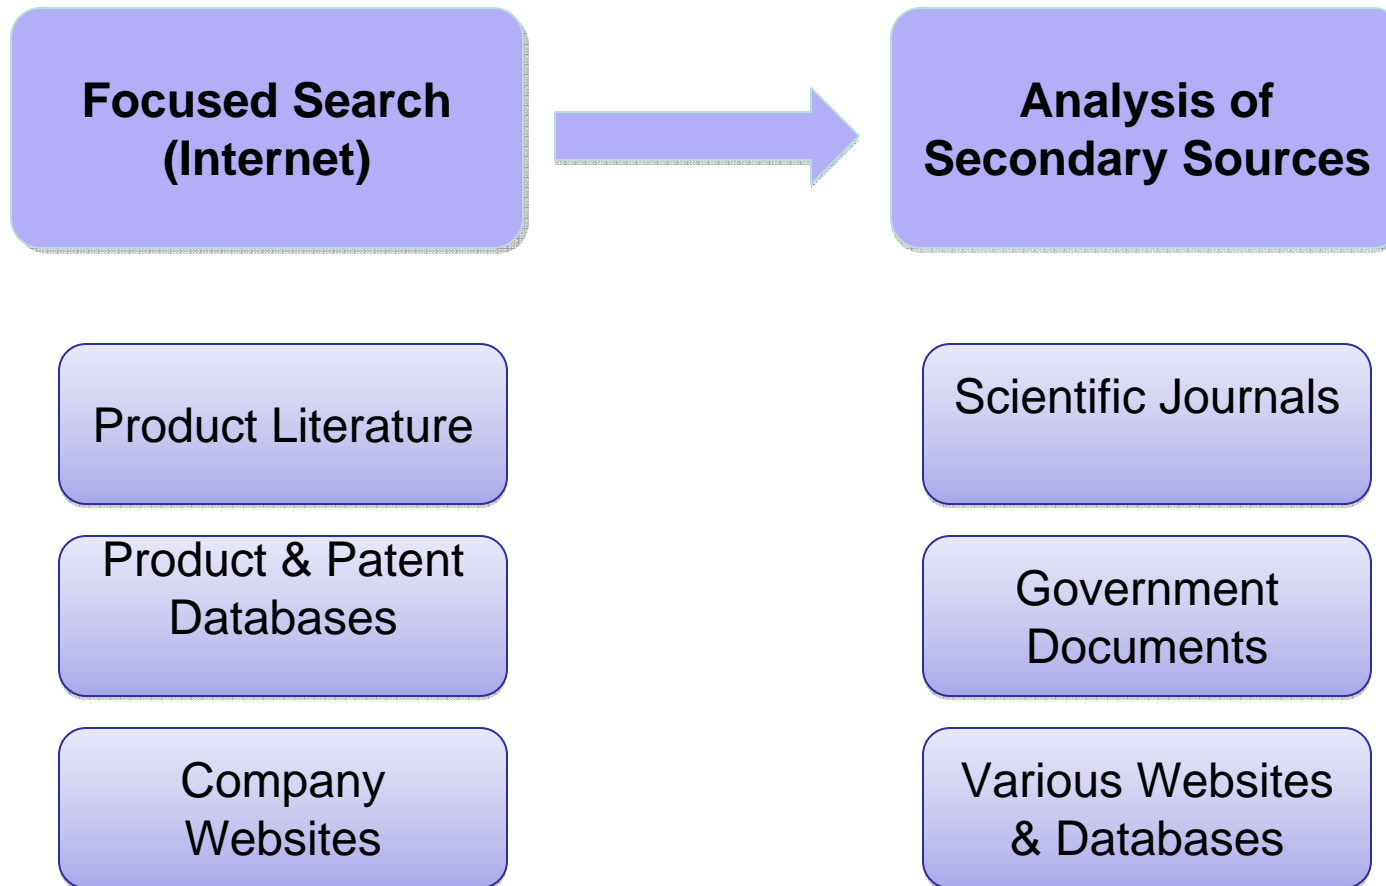 Focused Search
(Internet)
Analysis of
Secondary Sources
Product Literature
Scientific Journals
Product & Patent
Databases
Government
Documents
Company
Websites
Various Websites
& Databases